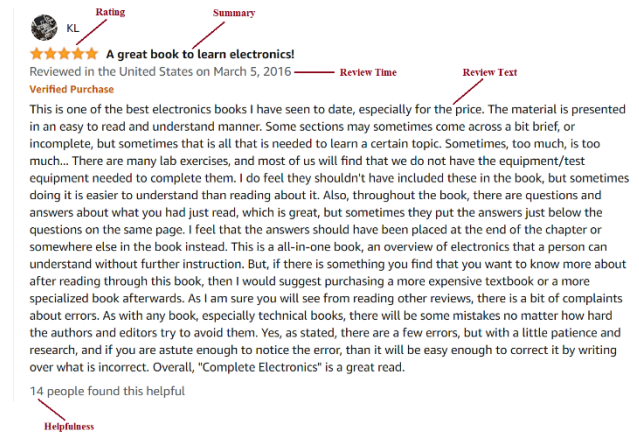 Rating
Summary
KL
A great book to learn electronics!
Reviewed in the United States on March 5, 2016
Review Time
Review Text
Verified Purchase
This is one of the best electronics books I have seen to date, especially for the price. The material is presented
in an easy to read and understand manner. Some sections may sometimes come across a bit brief, or
incomplete, but sometimes that is all that is needed to learn a certain topic. Sometimes, too much, is too
much... There are many lab exercises, and most of us will find that we do not have the equipment/test
equipment needed to complete them. I do feel they shouldn't have included these in the book, but sometimes
doing it is easier to understand than reading about it. Also, throughout the book, there are questions and
answers about what you had just read, which is great, but sometimes they put the answers just below the
questions on the same page. I feel that the answers should have been placed at the end of the chapter or
somewhere else in the book instead. This is a all-in-one book, an overview of electronics that a person can
understand without further instruction. But, if there is something you find that you want to know more about
after reading through this book, then I would suggest purchasing a more expensive textbook or a more
specialized book afterwards. As I am sure you will see from reading other reviews, there is a bit of complaints
about errors. As with any book, especially technical books, there will be some mistakes no matter how hard
the authors and editors try to avoid them. Yes, as stated, there are a few errors, but with a little patience and
research, and if you are astute enough to notice the error, than it will be easy enough to correct it by writing
over what is incorrect. Overall, "Complete Electronics" is a great read.
14 people found this helpful
Helpfulness